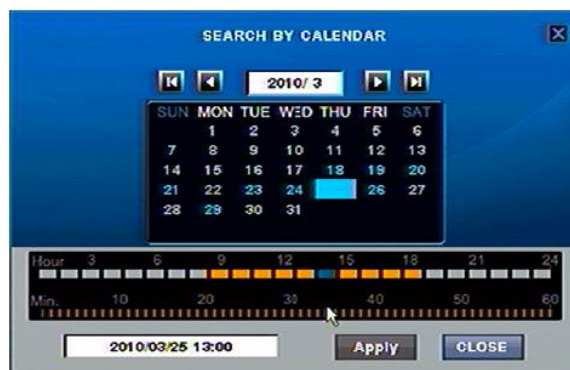 SEARCH BY CALENDAR
2010/ 3
SUN MON TUE WED THU FRI SAT
1 2 3 4 5 6
7 8 9 10 11 12 13
14 15 16 17 18 19 20
21 22 23 24 26 27
28 29 30 31
Hour 3 6 9 12 15 18 21 24
Min. 10 20 30 40 50 60
2010/03/25 13:00 Apply CLOSE